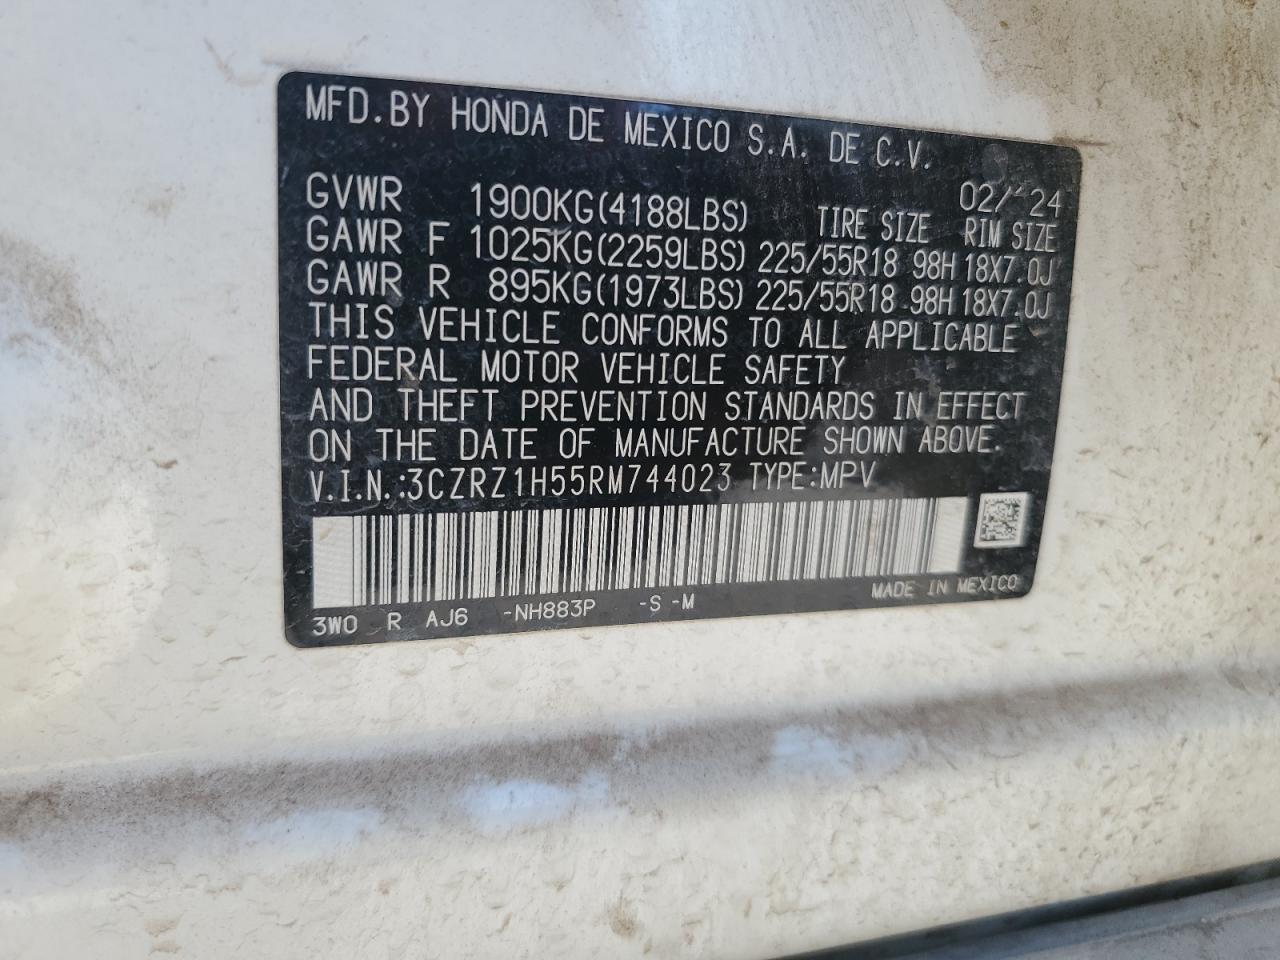 MFD.BY HONDA DE MEXICO S.A. DE C.V.
02/'24
GVWR 1900KG(4188LBS) TIRE SIZE RIM SIZE
GAWR F 1025KG(2259LBS) 225/55R18 98H 18X7.0J
GAWR R 895KG(1973LBS) 225/55R18 98H 18X7.0J
THIS VEHICLE CONFORMS TO ALL APPLICABLE
FEDERAL MOTOR VEHICLE SAFETY
AND THEFT PREVENTION STANDARDS IN EFFECT
ON THE DATE OF MANUFACTURE SHOWN ABOVE.
V.I.N.:3CZRZ1H55RM744023 TYPE:MPV
MADE IN MEXICO
3W0 R AJ6 -NH883P -S -M